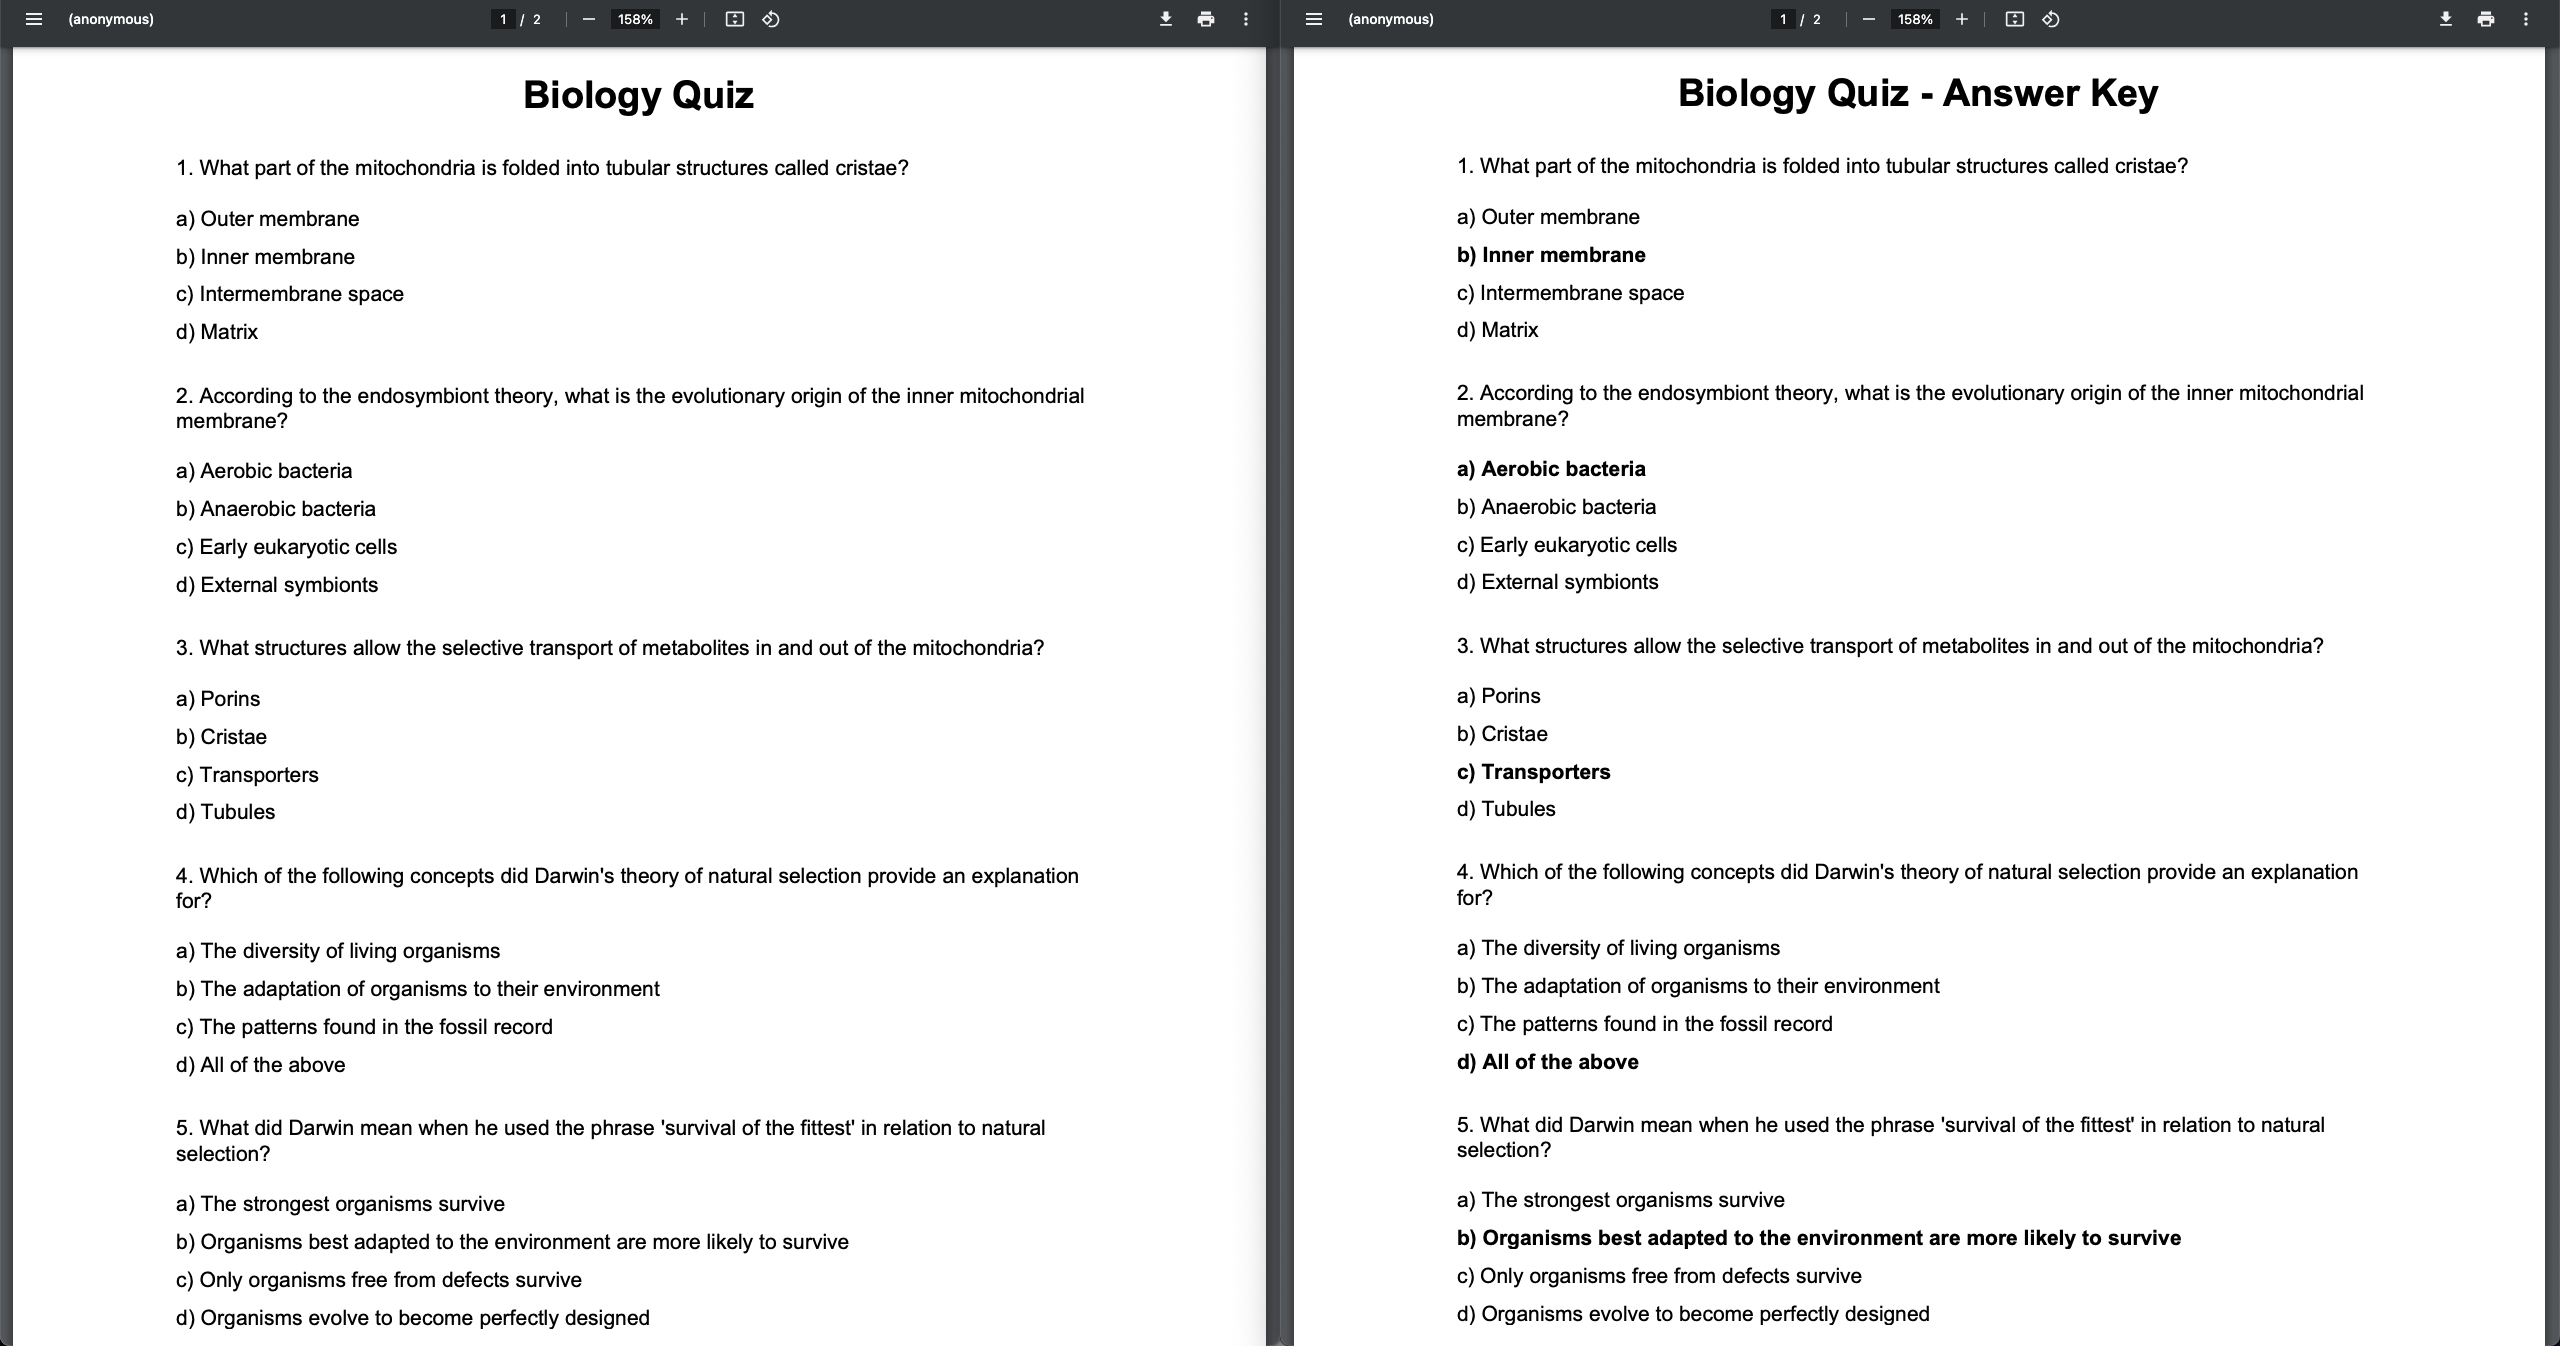 (anonymous)
1 / 2
158%
Biology Quiz
1. What part of the mitochondria is folded into tubular structures called cristae?
a) Outer membrane
b) Inner membrane
c) Intermembrane space
d) Matrix
2. According to the endosymbiont theory, what is the evolutionary origin of the inner mitochondrial
membrane?
a) Aerobic bacteria
b) Anaerobic bacteria
c) Early eukaryotic cells
d) External symbionts
3. What structures allow the selective transport of metabolites in and out of the mitochondria?
a) Porins
b) Cristae
c) Transporters
d) Tubules
4. Which of the following concepts did Darwin's theory of natural selection provide an explanation
for?
a) The diversity of living organisms
b) The adaptation of organisms to their environment
c) The patterns found in the fossil record
d) All of the above
5. What did Darwin mean when he used the phrase 'survival of the fittest' in relation to natural
selection?
a) The strongest organisms survive
b) Organisms best adapted to the environment are more likely to survive
c) Only organisms free from defects survive
d) Organisms evolve to become perfectly designed
(anonymous)
1 / 2
158%
Biology Quiz - Answer Key
1. What part of the mitochondria is folded into tubular structures called cristae?
a) Outer membrane
b) Inner membrane
c) Intermembrane space
d) Matrix
2. According to the endosymbiont theory, what is the evolutionary origin of the inner mitochondrial
membrane?
a) Aerobic bacteria
b) Anaerobic bacteria
c) Early eukaryotic cells
d) External symbionts
3. What structures allow the selective transport of metabolites in and out of the mitochondria?
a) Porins
b) Cristae
c) Transporters
d) Tubules
4. Which of the following concepts did Darwin's theory of natural selection provide an explanation
for?
a) The diversity of living organisms
b) The adaptation of organisms to their environment
c) The patterns found in the fossil record
d) All of the above
5. What did Darwin mean when he used the phrase 'survival of the fittest' in relation to natural
selection?
a) The strongest organisms survive
b) Organisms best adapted to the environment are more likely to survive
c) Only organisms free from defects survive
d) Organisms evolve to become perfectly designed